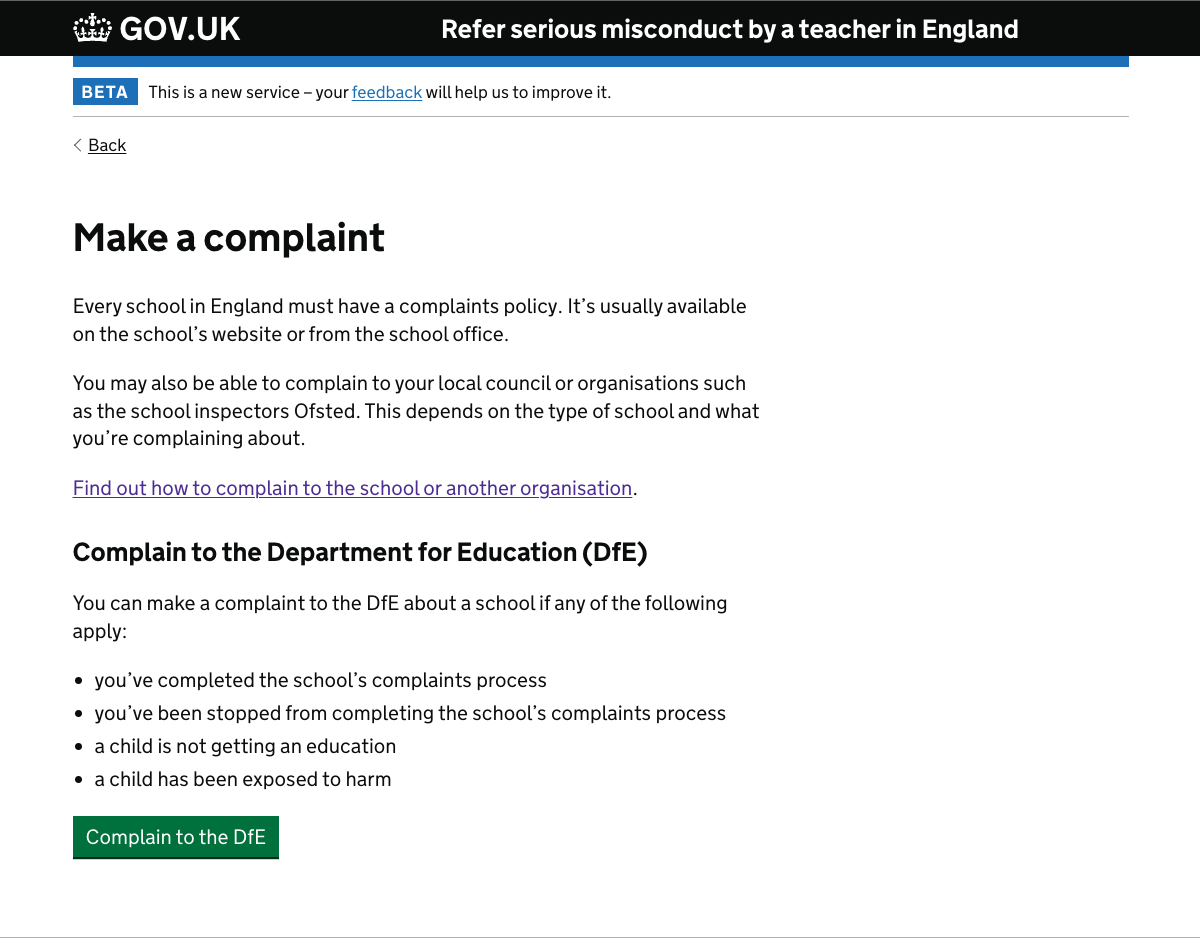 GOV.UK
Refer serious misconduct by a teacher in England
BETA
This is a new service – your feedback will help us to improve it.
Back
Make a complaint
Every school in England must have a complaints policy. It’s usually available
on the school’s website or from the school office.
You may also be able to complain to your local council or organisations such
as the school inspectors Ofsted. This depends on the type of school and what
you’re complaining about.
Find out how to complain to the school or another organisation.
Complain to the Department for Education (DfE)
You can make a complaint to the DfE about a school if any of the following
apply:
• you’ve completed the school’s complaints process
• you’ve been stopped from completing the school’s complaints process
• a child is not getting an education
• a child has been exposed to harm
Complain to the DfE